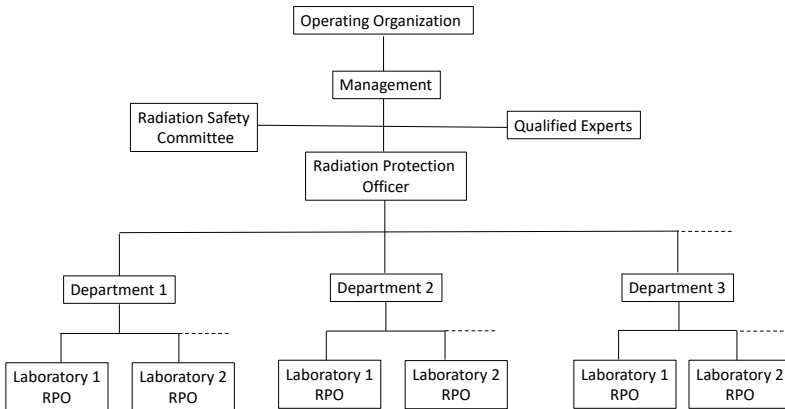 Operating Organization
Management
Radiation Safety
Committee
Qualified Experts
Radiation Protection
Officer
Department 1
Department 2
Department 3
Laboratory 1
RPO
Laboratory 2
RPO
Laboratory 1
RPO
Laboratory 2
RPO
Laboratory 1
RPO
Laboratory 2
RPO